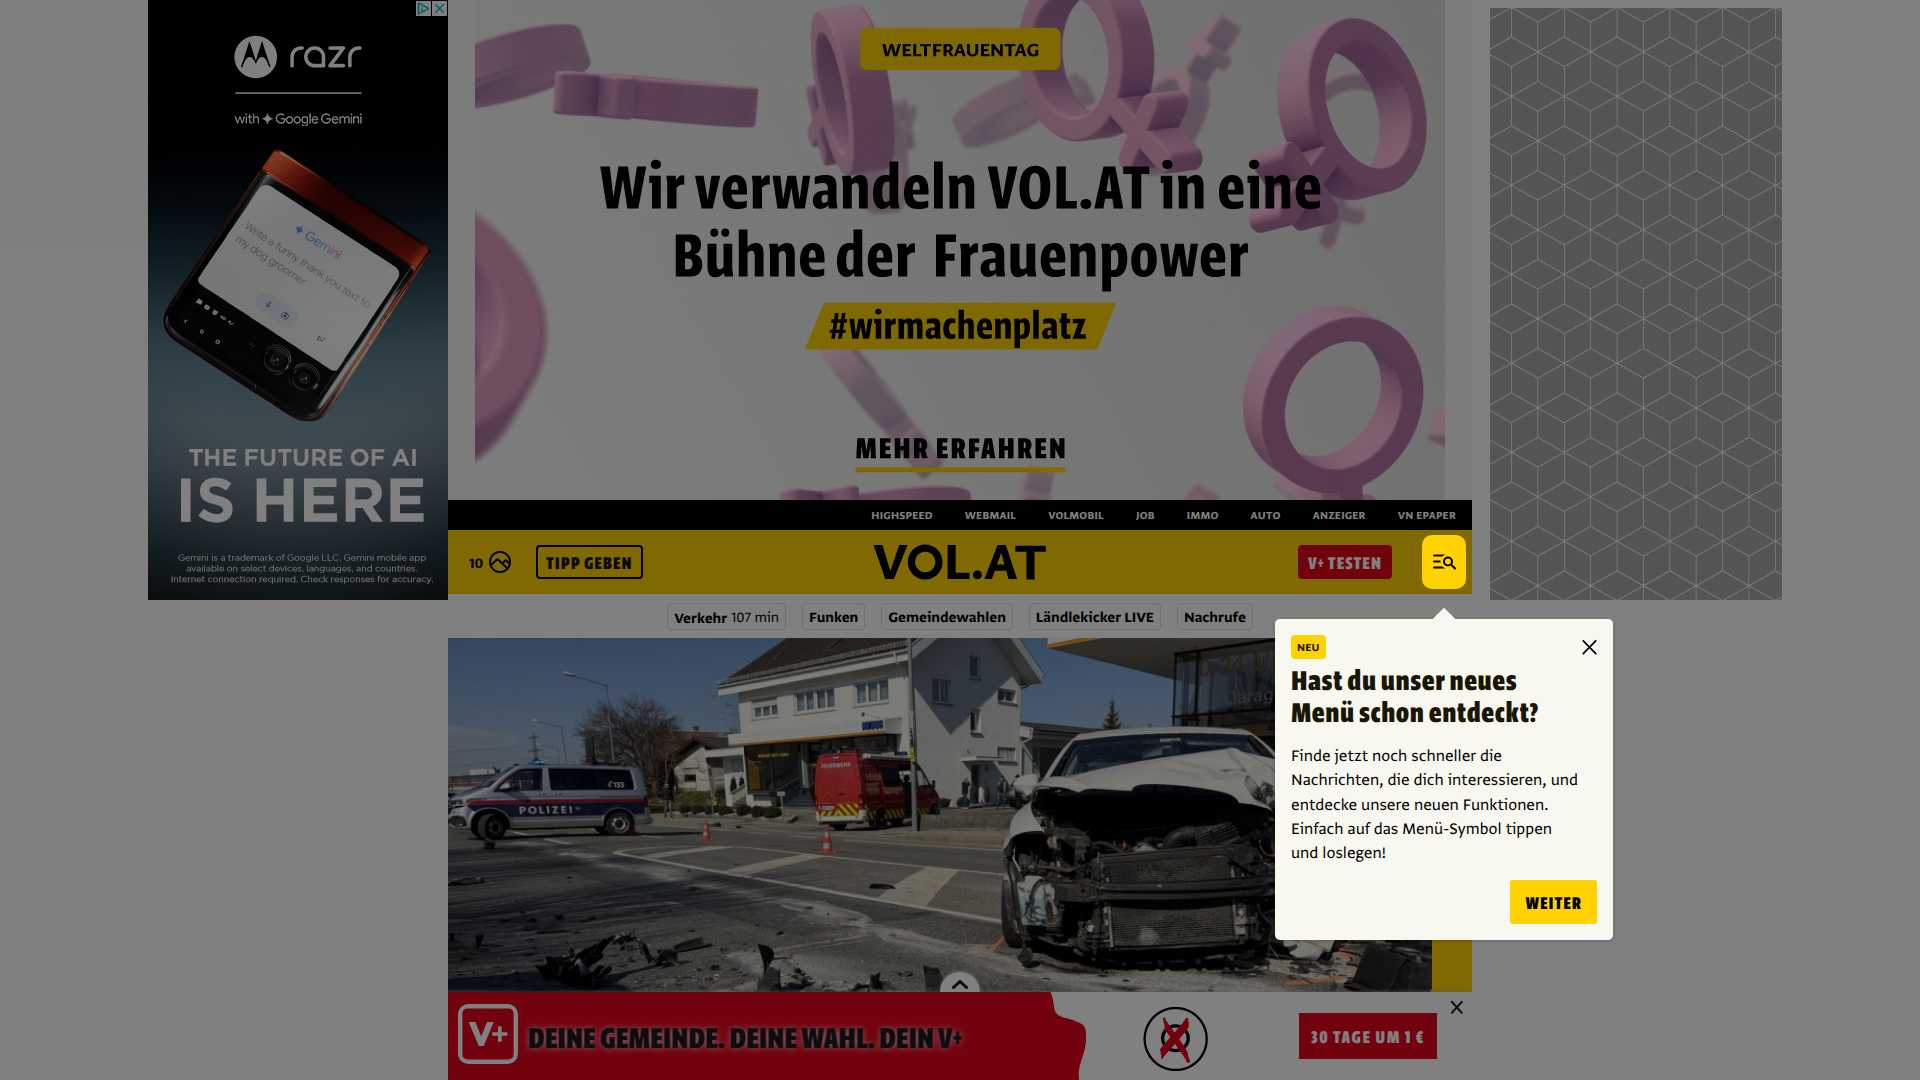 razr
with Google Gemini
Gemini
Write a funny thank you text to
my dog groomer
THE FUTURE OF AI
IS HERE
Gemini is a trademark of Google LLC. Gemini mobile app
available on select devices, languages, and countries.
Internet connection required. Check responses for accuracy.
WELTFRAUENTAG
Wir verwandeln VOL.AT in eine
Bühne der Frauenpower
#wirmachenplatz
MEHR ERFAHREN
HIGHSPEED WEBMAIL VOLMOBIL JOB IMMO AUTO ANZEIGER VN EPAPER
10 TIPP GEBEN VOL.AT V+ TESTEN
Verkehr 107 min Funken Gemeindewahlen Ländlekicker LIVE Nachrufe
POLIZEI
133
FEUERWEHR
NEU
Hast du unser neues
Menü schon entdeckt?
Finde jetzt noch schneller die
Nachrichten, die dich interessieren, und
entdecke unsere neuen Funktionen.
Einfach auf das Menü-Symbol tippen
und loslegen!
WEITER
V+ DEINE GEMEINDE. DEINE WAHL. DEIN V+
30 TAGE UM 1 €